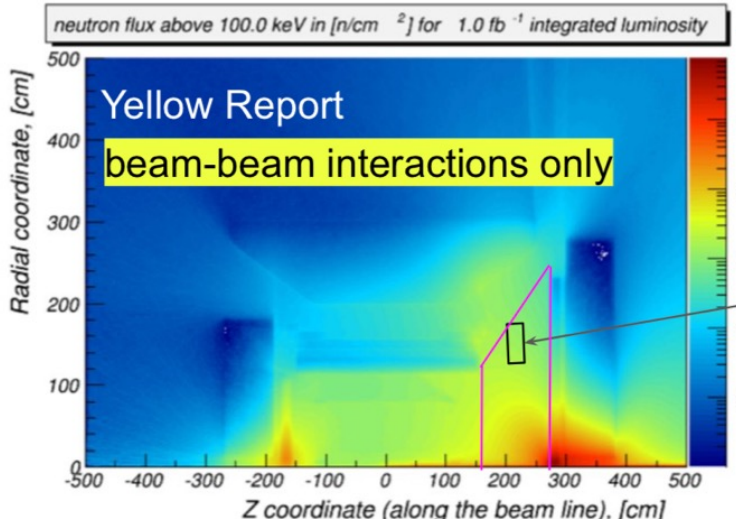 neutron flux above 100.0 keV in [n/cm ²] for 1.0 fb ⁻¹ integrated luminosity
500
400
300
200
100
0
Radial coordinate, [cm]
Yellow Report
beam-beam interactions only
-500 -400 -300 -200 -100 0 100 200 300 400 500
Z coordinate (along the beam line), [cm]